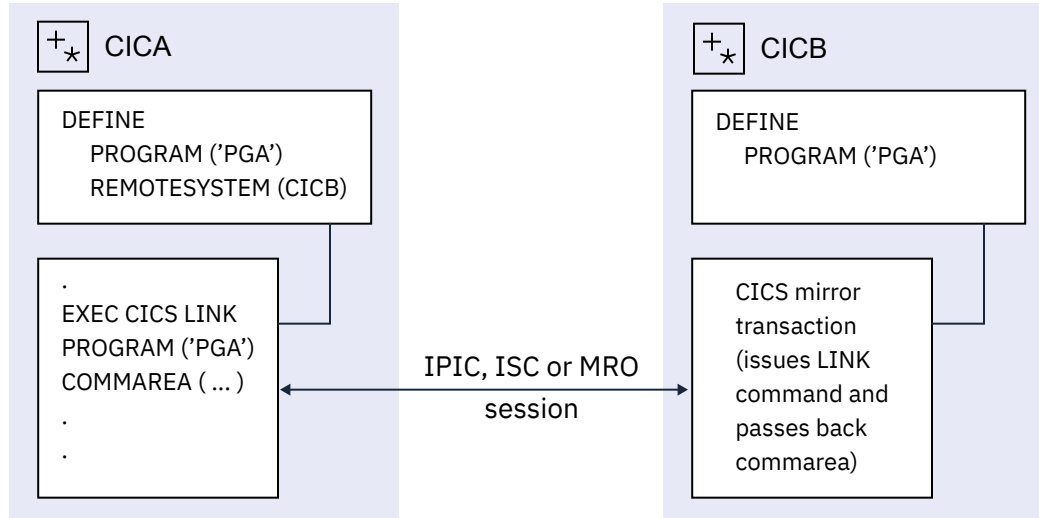 CICA
DEFINE
PROGRAM (’PGA’)
REMOTESYSTEM (CICB)
.
EXEC CICS LINK
PROGRAM (’PGA’)
COMMAREA ( ... )
.
.
IPIC, ISC or MRO
session
CICB
DEFINE
PROGRAM (’PGA’)
CICS mirror
transaction
(issues LINK
command and
passes back
commarea)